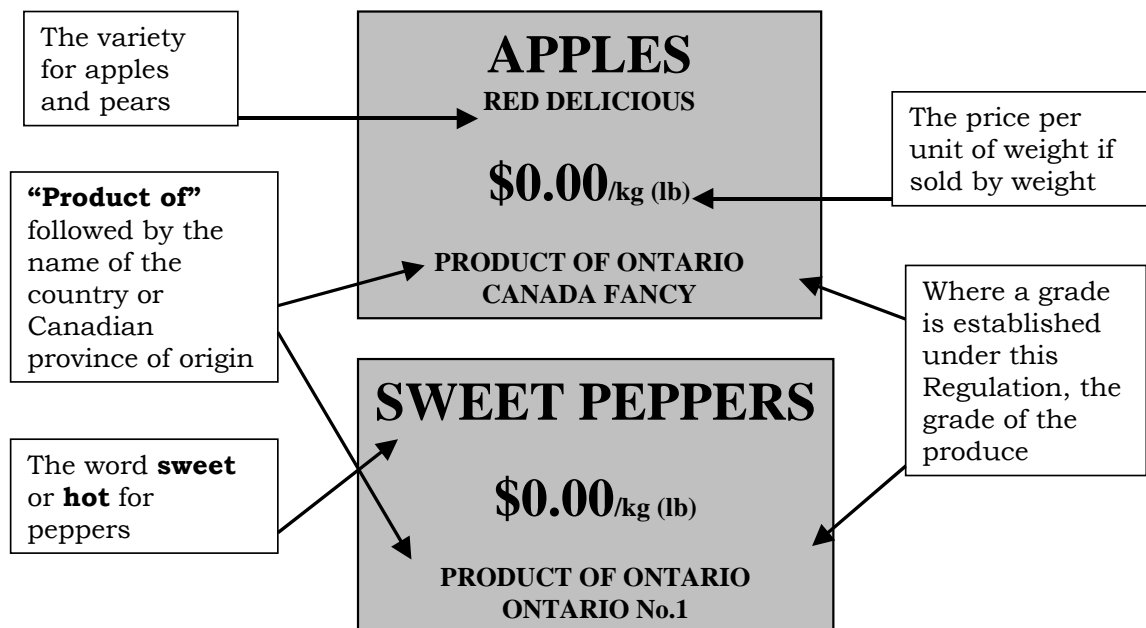 The variety
for apples
and pears
APPLES
RED DELICIOUS
$0.00/kg (lb)
PRODUCT OF ONTARIO
CANADA FANCY
The price per
unit of weight if
sold by weight
“Product of”
followed by the
name of the
country or
Canadian
province of origin
Where a grade
is established
under this
Regulation, the
grade of the
produce
The word sweet
or hot for
peppers
SWEET PEPPERS
$0.00/kg (lb)
PRODUCT OF ONTARIO
ONTARIO No.1